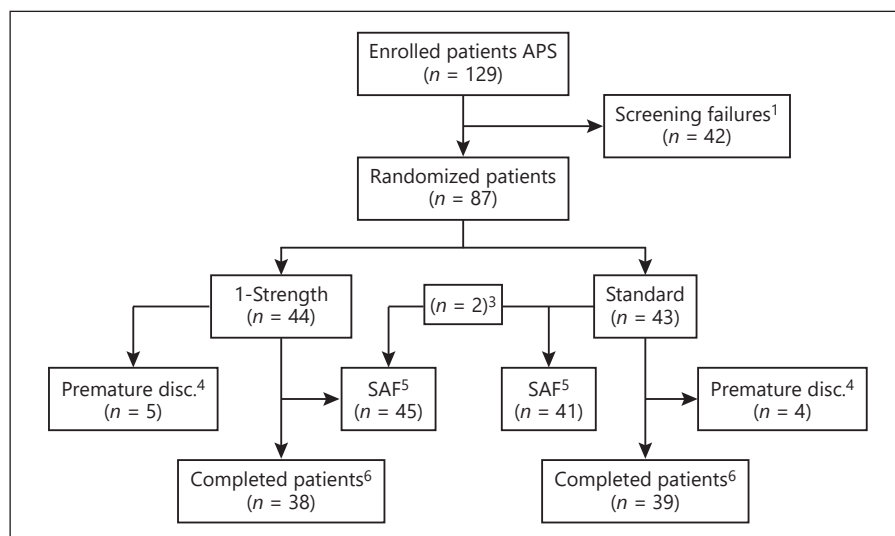 Enrolled patients APS
(n = 129)
Screening failures¹
(n = 42)
Randomized patients
(n = 87)
1-Strength
(n = 44)
(n = 2)³
Standard
(n = 43)
Premature disc.⁴
(n = 5)
SAF⁵
(n = 45)
SAF⁵
(n = 41)
Premature disc.⁴
(n = 4)
Completed patients⁶
(n = 38)
Completed patients⁶
(n = 39)